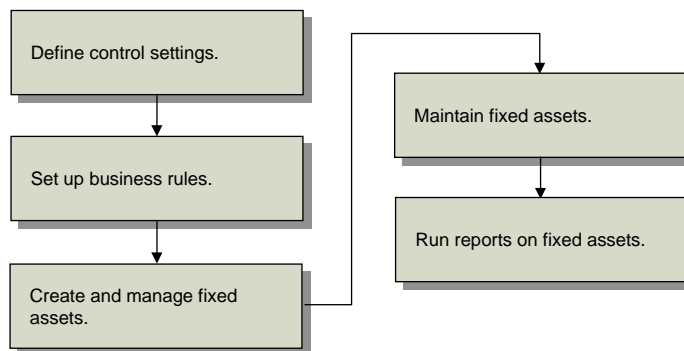 Define control settings.
Set up business rules.
Create and manage fixed
assets.
Maintain fixed assets.
Run reports on fixed assets.